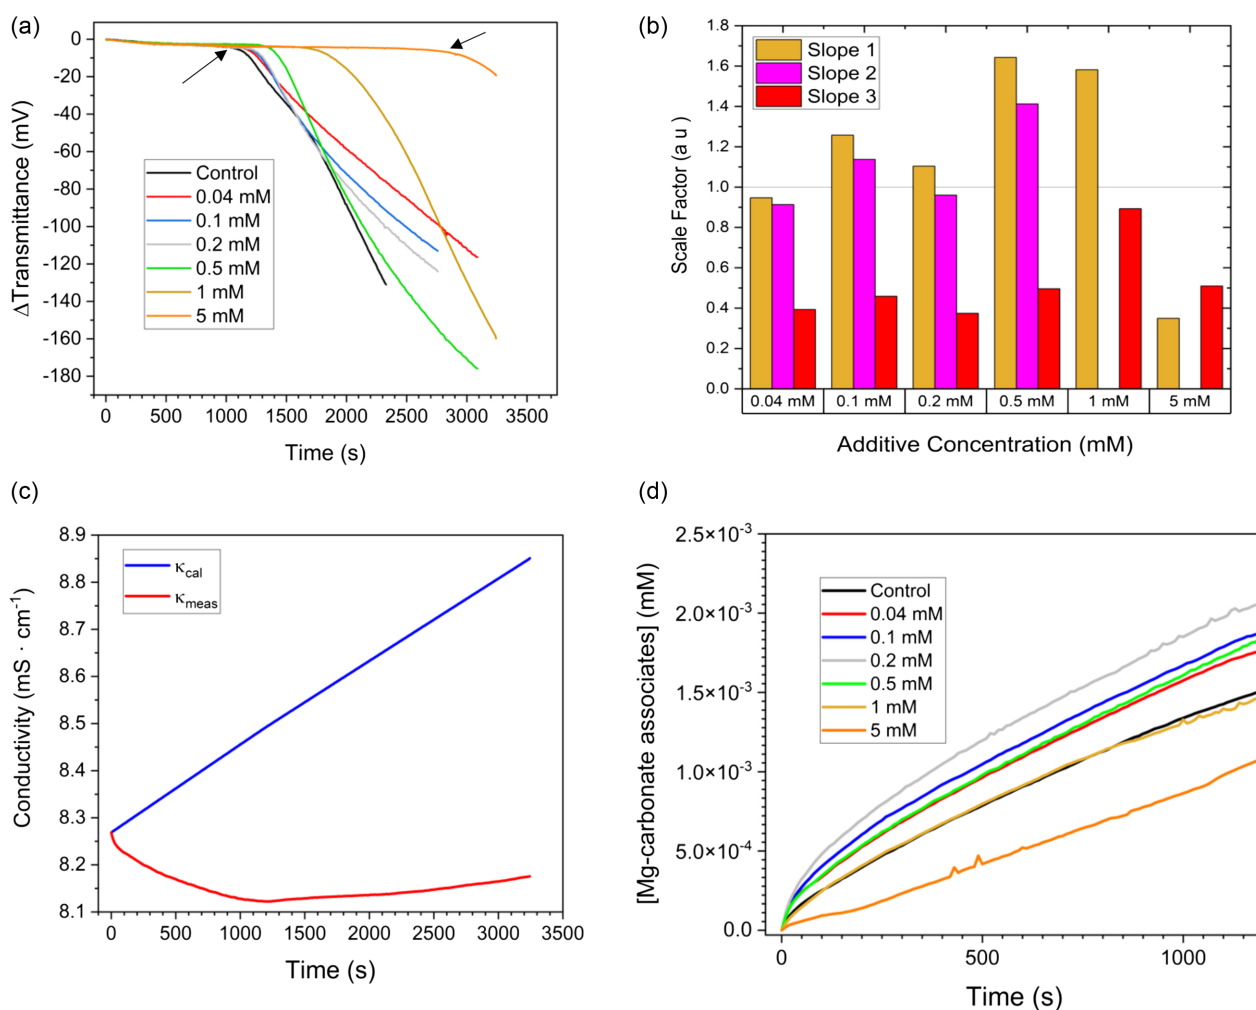 (a)
0
-20
-40
-60
-80
-100
-120
-140
-160
-180
ΔTransmittance (mV)
Control
0.04 mM
0.1 mM
0.2 mM
0.5 mM
1 mM
5 mM
0 500 1000 1500 2000 2500 3000 3500
Time (s)
(b)
1.8
1.6
1.4
1.2
1.0
0.8
0.6
0.4
0.2
0.0
Scale Factor (a u )
Slope 1
Slope 2
Slope 3
0.04 mM 0.1 mM 0.2 mM 0.5 mM 1 mM 5 mM
Additive Concentration (mM)
(c)
8.9
8.8
8.7
8.6
8.5
8.4
8.3
8.2
8.1
Conductivity (mS · cm⁻¹)
κcal
κmeas
0 500 1000 1500 2000 2500 3000 3500
Time (s)
(d)
2.5×10⁻³
2.0×10⁻³
1.5×10⁻³
1.0×10⁻³
5.0×10⁻⁴
0.0
[Mg-carbonate associates] (mM)
Control
0.04 mM
0.1 mM
0.2 mM
0.5 mM
1 mM
5 mM
0 500 1000
Time (s)